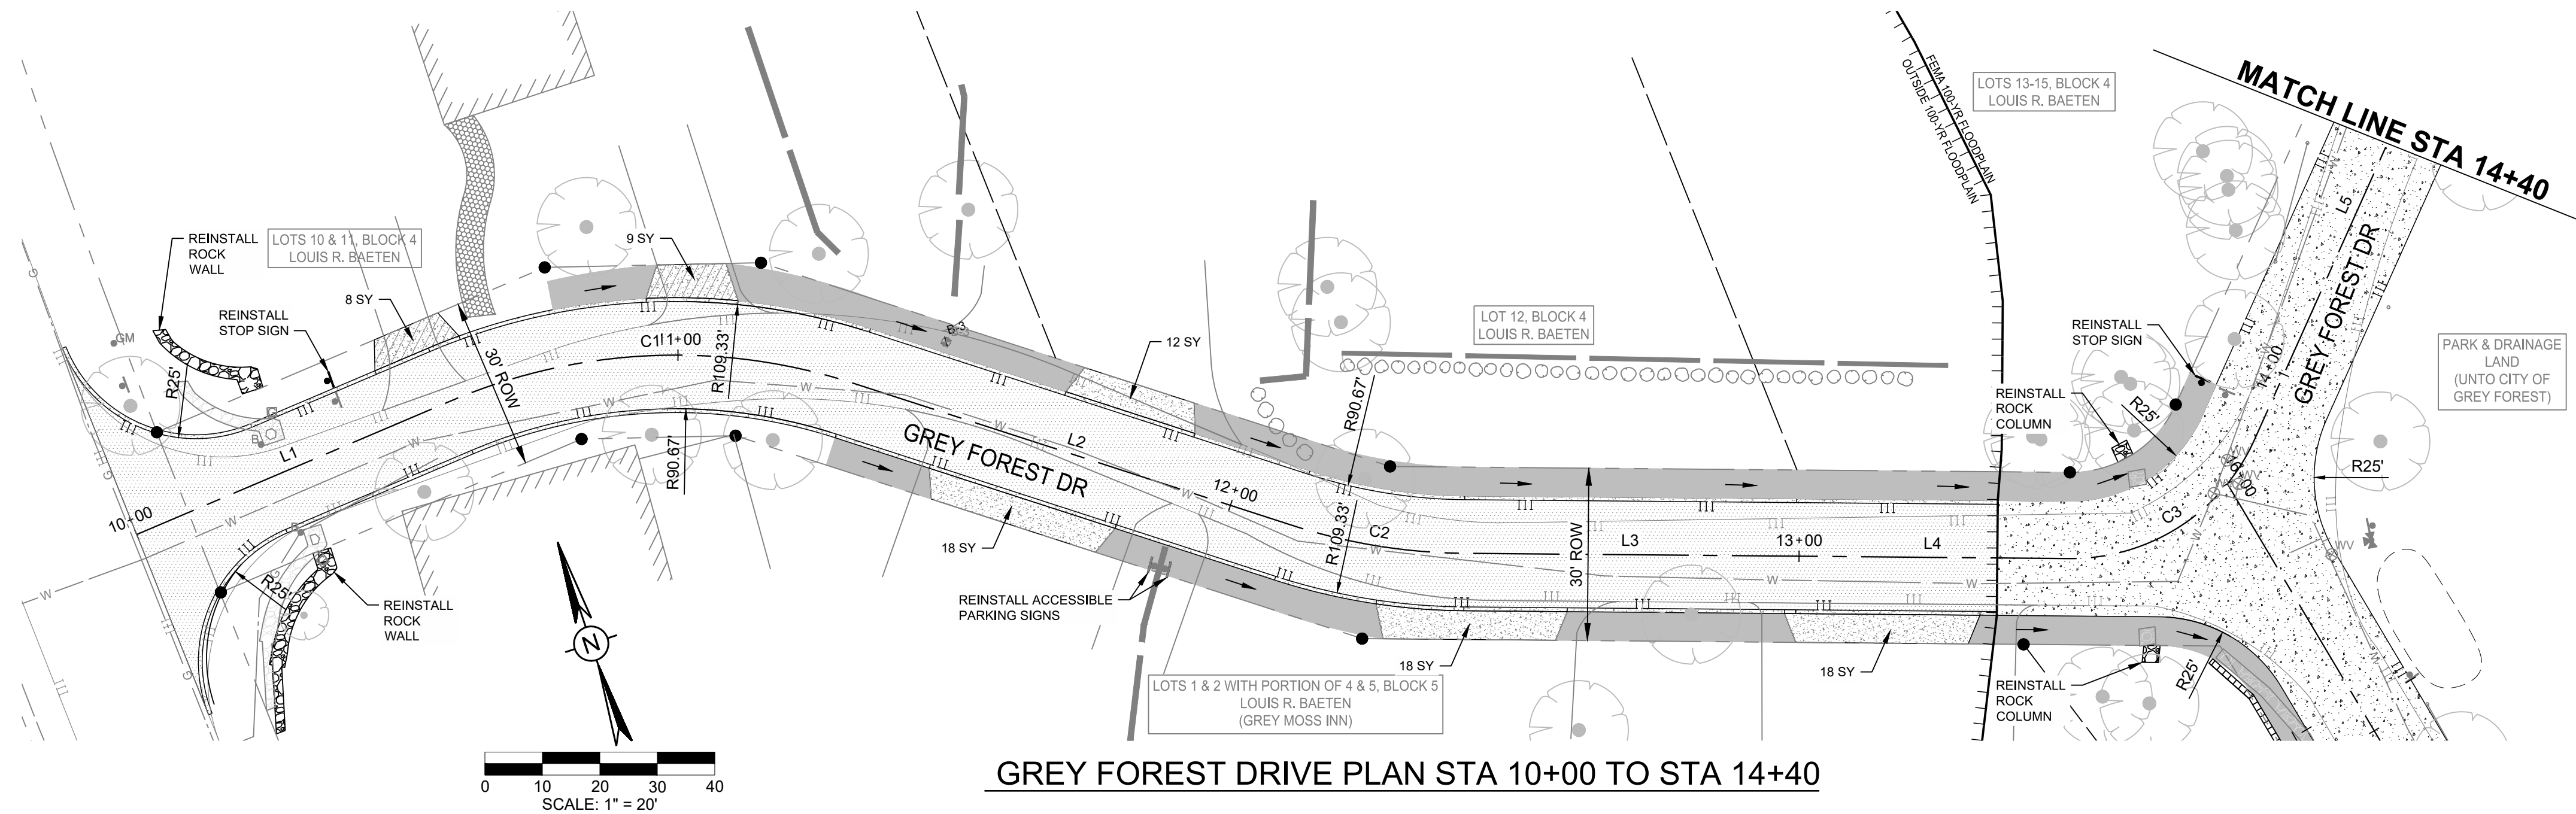 FEMA 100-YR FLOODPLAIN
OUTSIDE 100-YR FLOODPLAIN
LOTS 13-15, BLOCK 4
LOUIS R. BAETEN
MATCH LINE STA 14+40
L5
GREY FOREST DR
REINSTALL
ROCK
WALL
LOTS 10 & 11, BLOCK 4
LOUIS R. BAETEN
9 SY
8 SY
REINSTALL
STOP SIGN
GM
G
30' ROW
C1
11+00
R109.33'
B-3
12 SY
LOT 12, BLOCK 4
LOUIS R. BAETEN
REINSTALL
STOP SIGN
14+00
PARK & DRAINAGE
LAND
(UNTO CITY OF
GREY FOREST)
R25'
R90.67'
REINSTALL
ROCK
COLUMN
R25'
L1
R90.67'
GREY FOREST DR
L2
12+00
16+00
R25'
10+00
W
C2
R109.33'
30' ROW
L3
13+00
L4
C3
WV
18 SY
R25'
REINSTALL
ROCK
WALL
N
REINSTALL ACCESSIBLE
PARKING SIGNS
18 SY
18 SY
R25'
REINSTALL
ROCK
COLUMN
LOTS 1 & 2 WITH PORTION OF 4 & 5, BLOCK 5
LOUIS R. BAETEN
(GREY MOSS INN)
0 10 20 30 40
SCALE: 1" = 20'
GREY FOREST DRIVE PLAN STA 10+00 TO STA 14+40